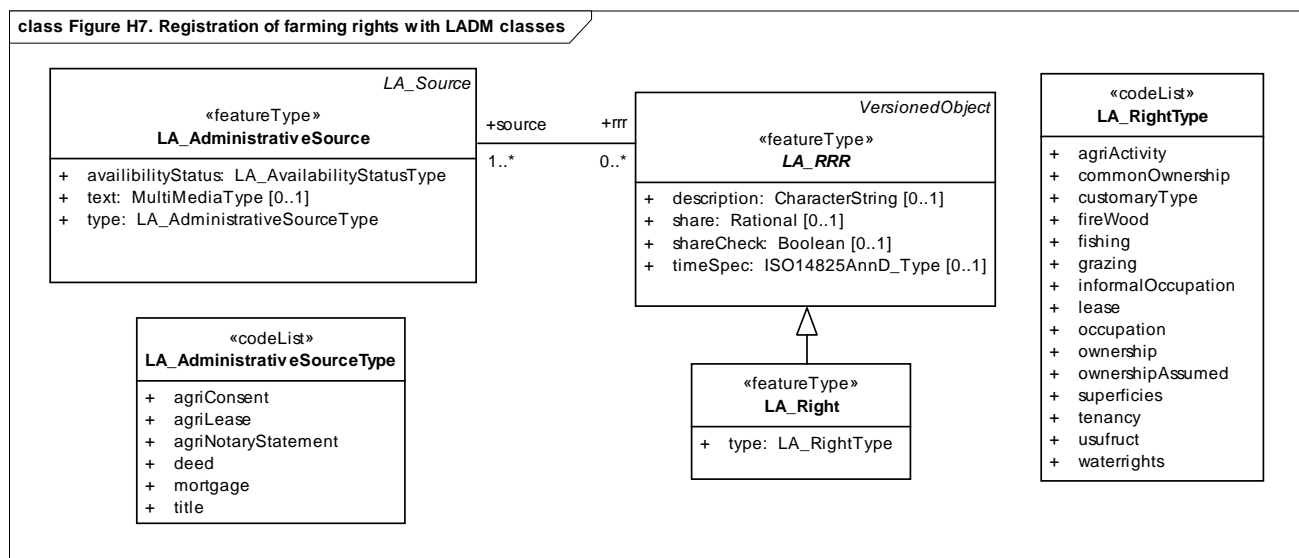 class Figure H7. Registration of farming rights with LADM classes
LA_Source
«featureType»
LA_AdministrativeSource
+ availibilityStatus: LA_AvailabilityStatusType
+ text: MultiMediaType [0..1]
+ type: LA_AdministrativeSourceType
+source
1..*
+rrr
0..*
VersionedObject
«featureType»
LA_RRR
+ description: CharacterString [0..1]
+ share: Rational [0..1]
+ shareCheck: Boolean [0..1]
+ timeSpec: ISO14825AnnD_Type [0..1]
«codeList»
LA_RightType
+ agriActivity
+ commonOwnership
+ customaryType
+ fireWood
+ fishing
+ grazing
+ informalOccupation
+ lease
+ occupation
+ ownership
+ ownershipAssumed
+ superficies
+ tenancy
+ usufruct
+ waterrights
«codeList»
LA_AdministrativeSourceType
+ agriConsent
+ agriLease
+ agriNotaryStatement
+ deed
+ mortgage
+ title
«featureType»
LA_Right
+ type: LA_RightType